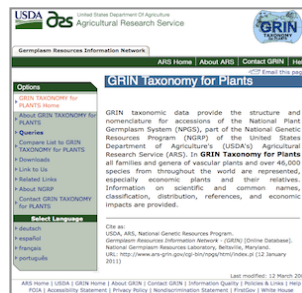 USDA ars United States Department Of Agriculture
Agricultural Research Service
GRIN
TAXONOMY
Germplasm Resources Information Network
ARS Home | About ARS | Contact GRIN |
Email this pag
Options
GRIN TAXONOMY for
PLANTS Home
About GRIN TAXONOMY for
PLANTS
Queries
Compare List to GRIN
TAXONOMY for PLANTS
Downloads
Link to Us
Related Links
About NGRP
Contact GRIN TAXONOMY
for PLANTS
Select Language
deutsch
español
français
português
GRIN Taxonomy for Plants
GRIN taxonomic data provide the structure and
nomenclature for accessions of the National Plant
Germplasm System (NPGS), part of the National Genetic
Resources Program (NGRP) of the United States
Department of Agriculture's (USDA's) Agricultural
Research Service (ARS). In GRIN Taxonomy for Plants
all families and genera of vascular plants and over 46,000
species from throughout the world are represented,
especially economic plants and their relatives.
Information on scientific and common names,
classification, distribution, references, and economic
impacts are provided.
Cite as:
USDA, ARS, National Genetic Resources Program.
Germplasm Resources Information Network - (GRIN) [Online Database].
National Germplasm Resources Laboratory, Beltsville, Maryland.
URL: http://www.ars-grin.gov/cgi-bin/npgs/html/index.pl (12 January
2011)
Last modified: 12 March 200
ARS Home | USDA | GRIN Home | About GRIN | Contact GRIN | Information Quality | Policies & Links | Help
FOIA | Accessibility Statement | Privacy Policy | Nondiscrimination Statement | FirstGov | White House